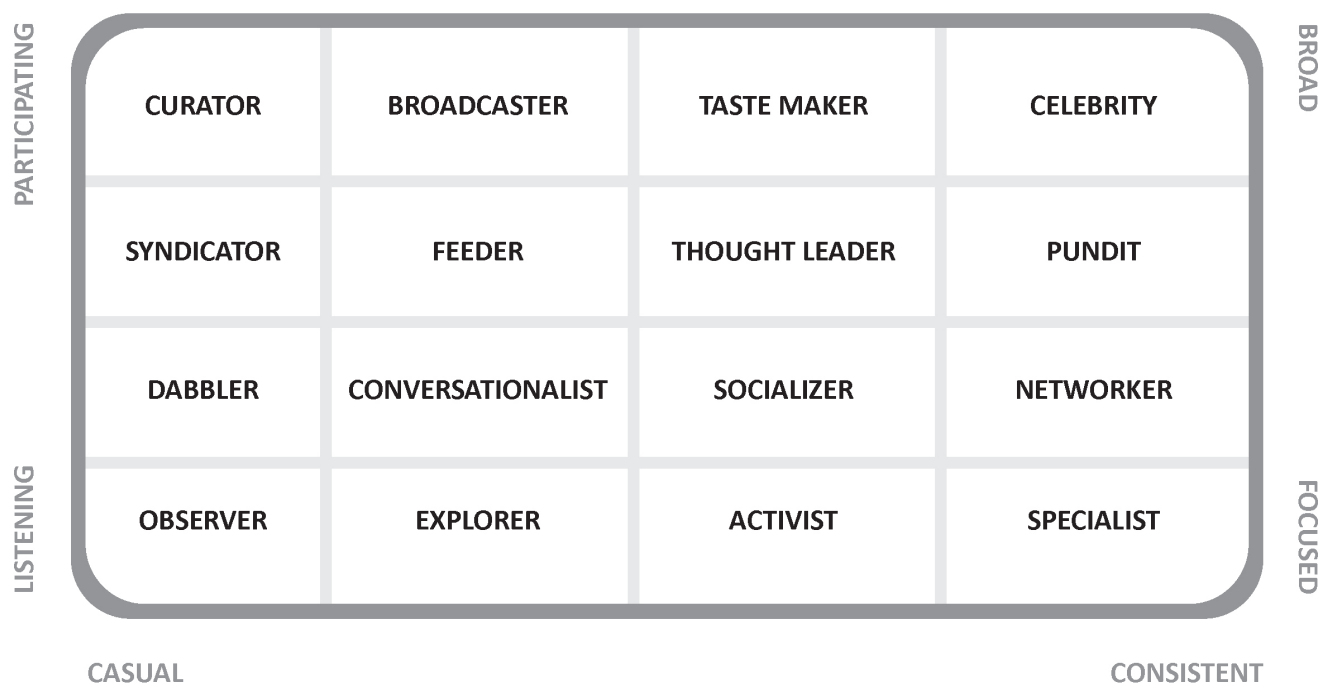 PARTICIPATING
BROAD
CURATOR
BROADCASTER
TASTE MAKER
CELEBRITY
SYNDICATOR
FEEDER
THOUGHT LEADER
PUNDIT
DABBLER
CONVERSATIONALIST
SOCIALIZER
NETWORKER
LISTENING
FOCUSED
OBSERVER
EXPLORER
ACTIVIST
SPECIALIST
CASUAL
CONSISTENT